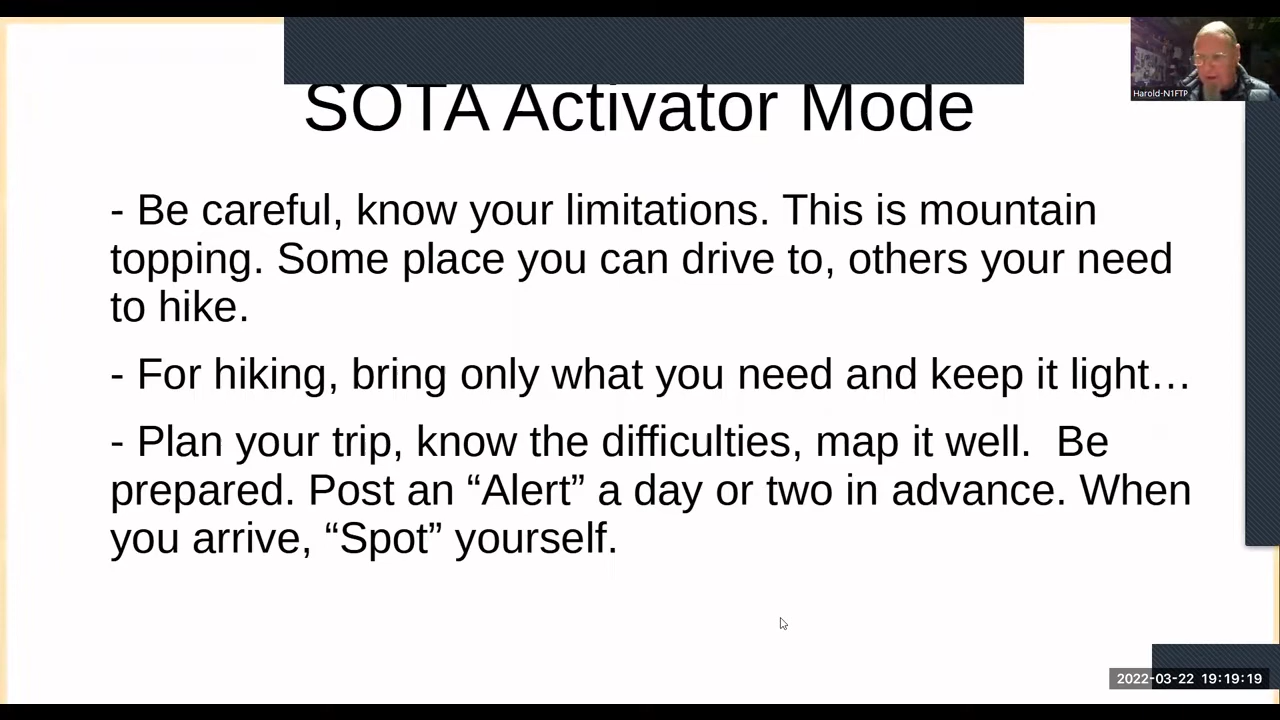 SOTA Activator Mode
Harold-N1FTP
- Be careful, know your limitations. This is mountain
topping. Some place you can drive to, others your need
to hike.
- For hiking, bring only what you need and keep it light…
- Plan your trip, know the difficulties, map it well.  Be
prepared. Post an “Alert” a day or two in advance. When
you arrive, “Spot” yourself.
2022-03-22 19:19:19